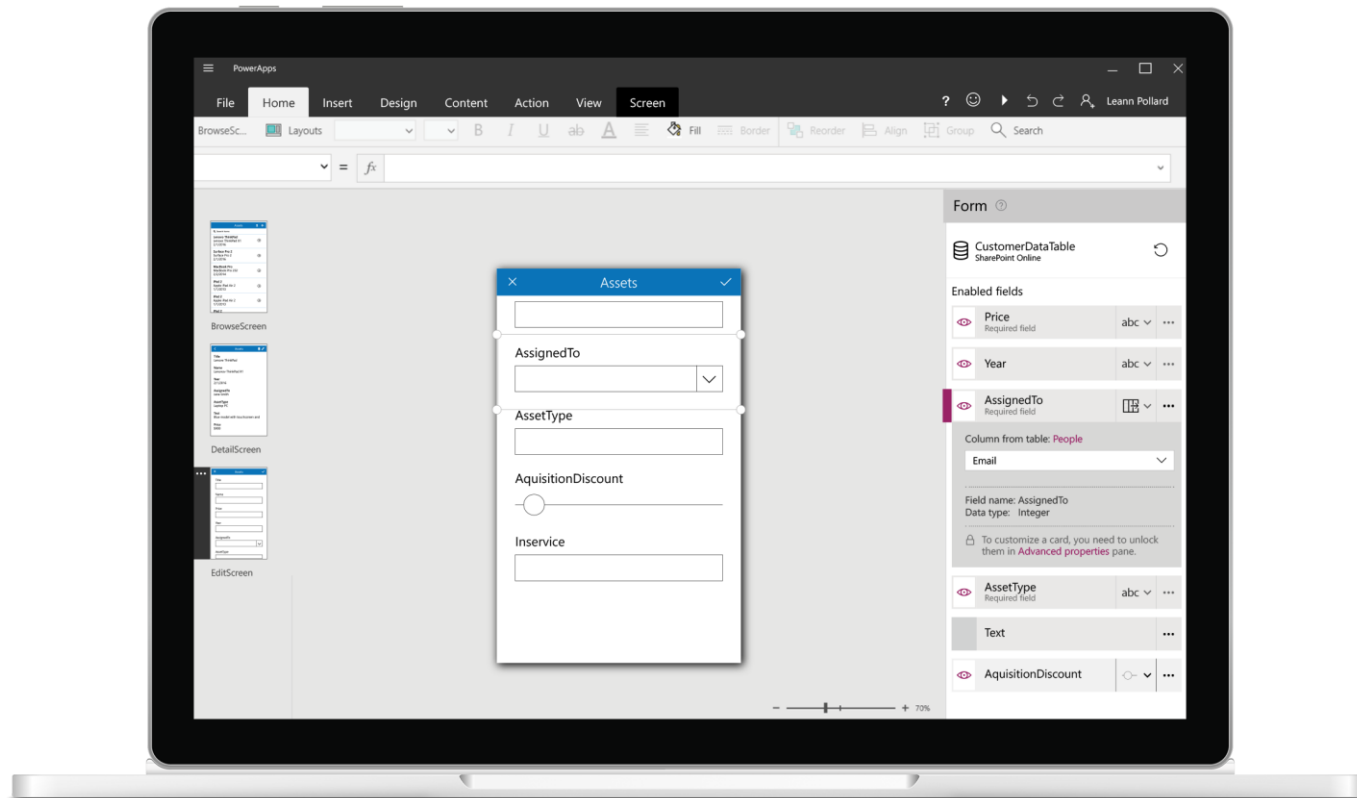 PowerApps
File Home Insert Design Content Action View Screen
? Leann Pollard
BrowseSc... Layouts B I U ab A Fill Border Reorder Align Group Search
= fx
BrowseScreen
DetailScreen
EditScreen
Assets
AssignedTo
AssetType
AquisitionDiscount
Inservice
70%
Form
CustomerDataTable
SharePoint Online
Enabled fields
Price abc
Required field
Year abc
AssignedTo
Required field
Column from table: People
Email
Field name: AssignedTo
Data type: Integer
To customize a card, you need to unlock
them in Advanced properties pane.
AssetType abc
Required field
Text
AquisitionDiscount